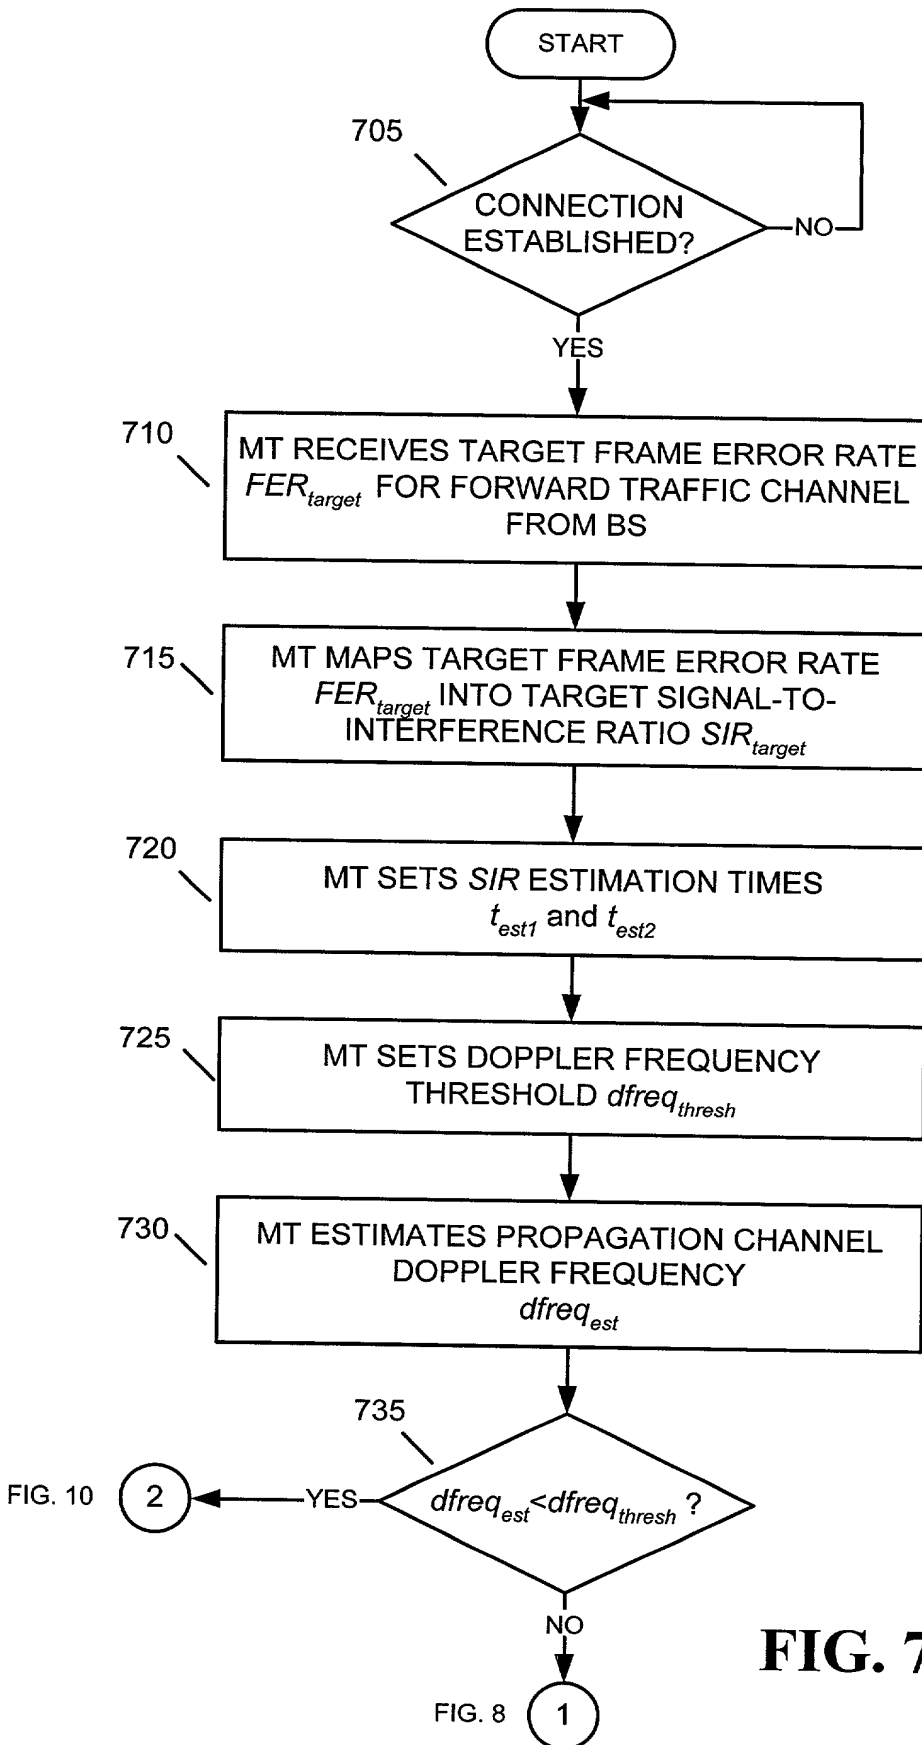 START
705
CONNECTION
ESTABLISHED?
NO
YES
710
MT RECEIVES TARGET FRAME ERROR RATE
FERtarget FOR FORWARD TRAFFIC CHANNEL
FROM BS
715
MT MAPS TARGET FRAME ERROR RATE
FERtarget INTO TARGET SIGNAL-TO-
INTERFERENCE RATIO SIRtarget
720
MT SETS SIR ESTIMATION TIMES
test1 and test2
725
MT SETS DOPPLER FREQUENCY
THRESHOLD dfreqthresh
730
MT ESTIMATES PROPAGATION CHANNEL
DOPPLER FREQUENCY
dfreqest
735
FIG. 10 2 YES dfreqest<dfreqthresh ?
NO
FIG. 7
FIG. 8 1